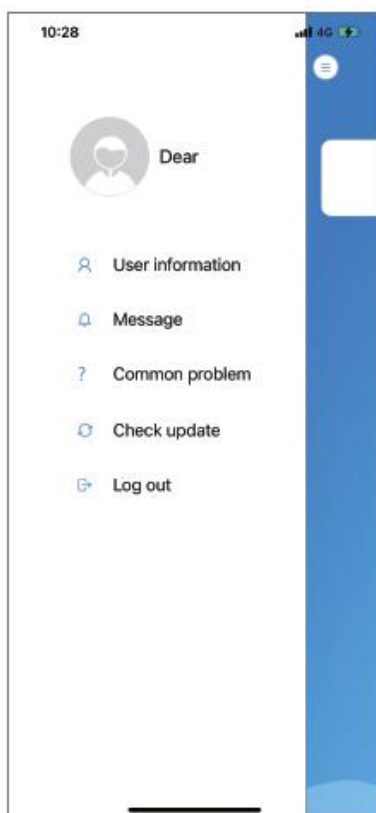 10:28
4G
Dear
User information
Message
? Common problem
Check update
Log out